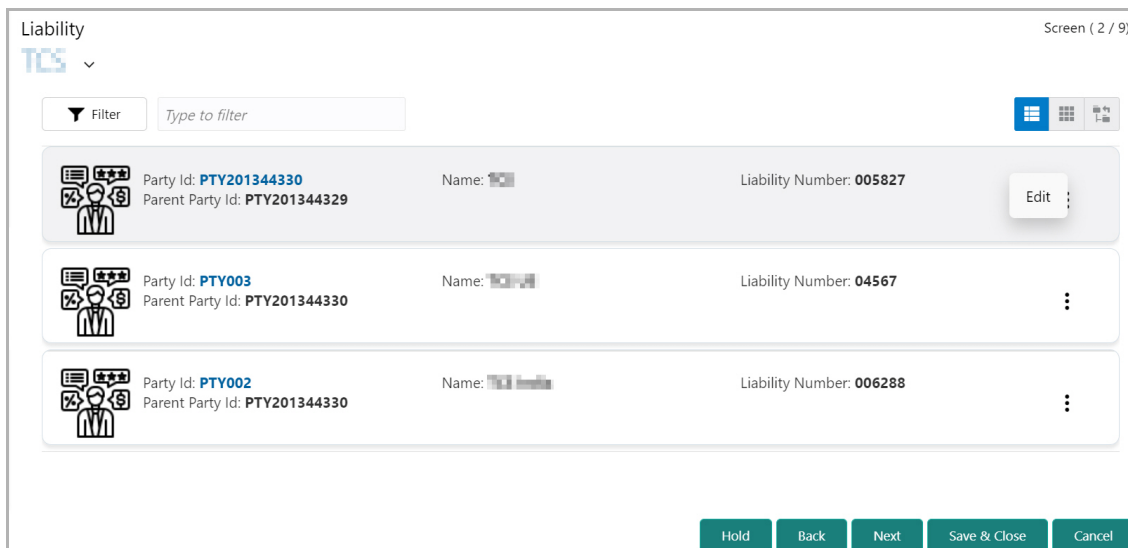 Liability
Screen ( 2 / 9)
TCS
Filter
Type to filter
Party Id: PTY201344330
Name:
Liability Number: 005827
Parent Party Id: PTY201344329
Edit
Party Id: PTY003
Name:
Liability Number: 04567
Parent Party Id: PTY201344330
Party Id: PTY002
Name:
Liability Number: 006288
Parent Party Id: PTY201344330
Hold
Back
Next
Save & Close
Cancel